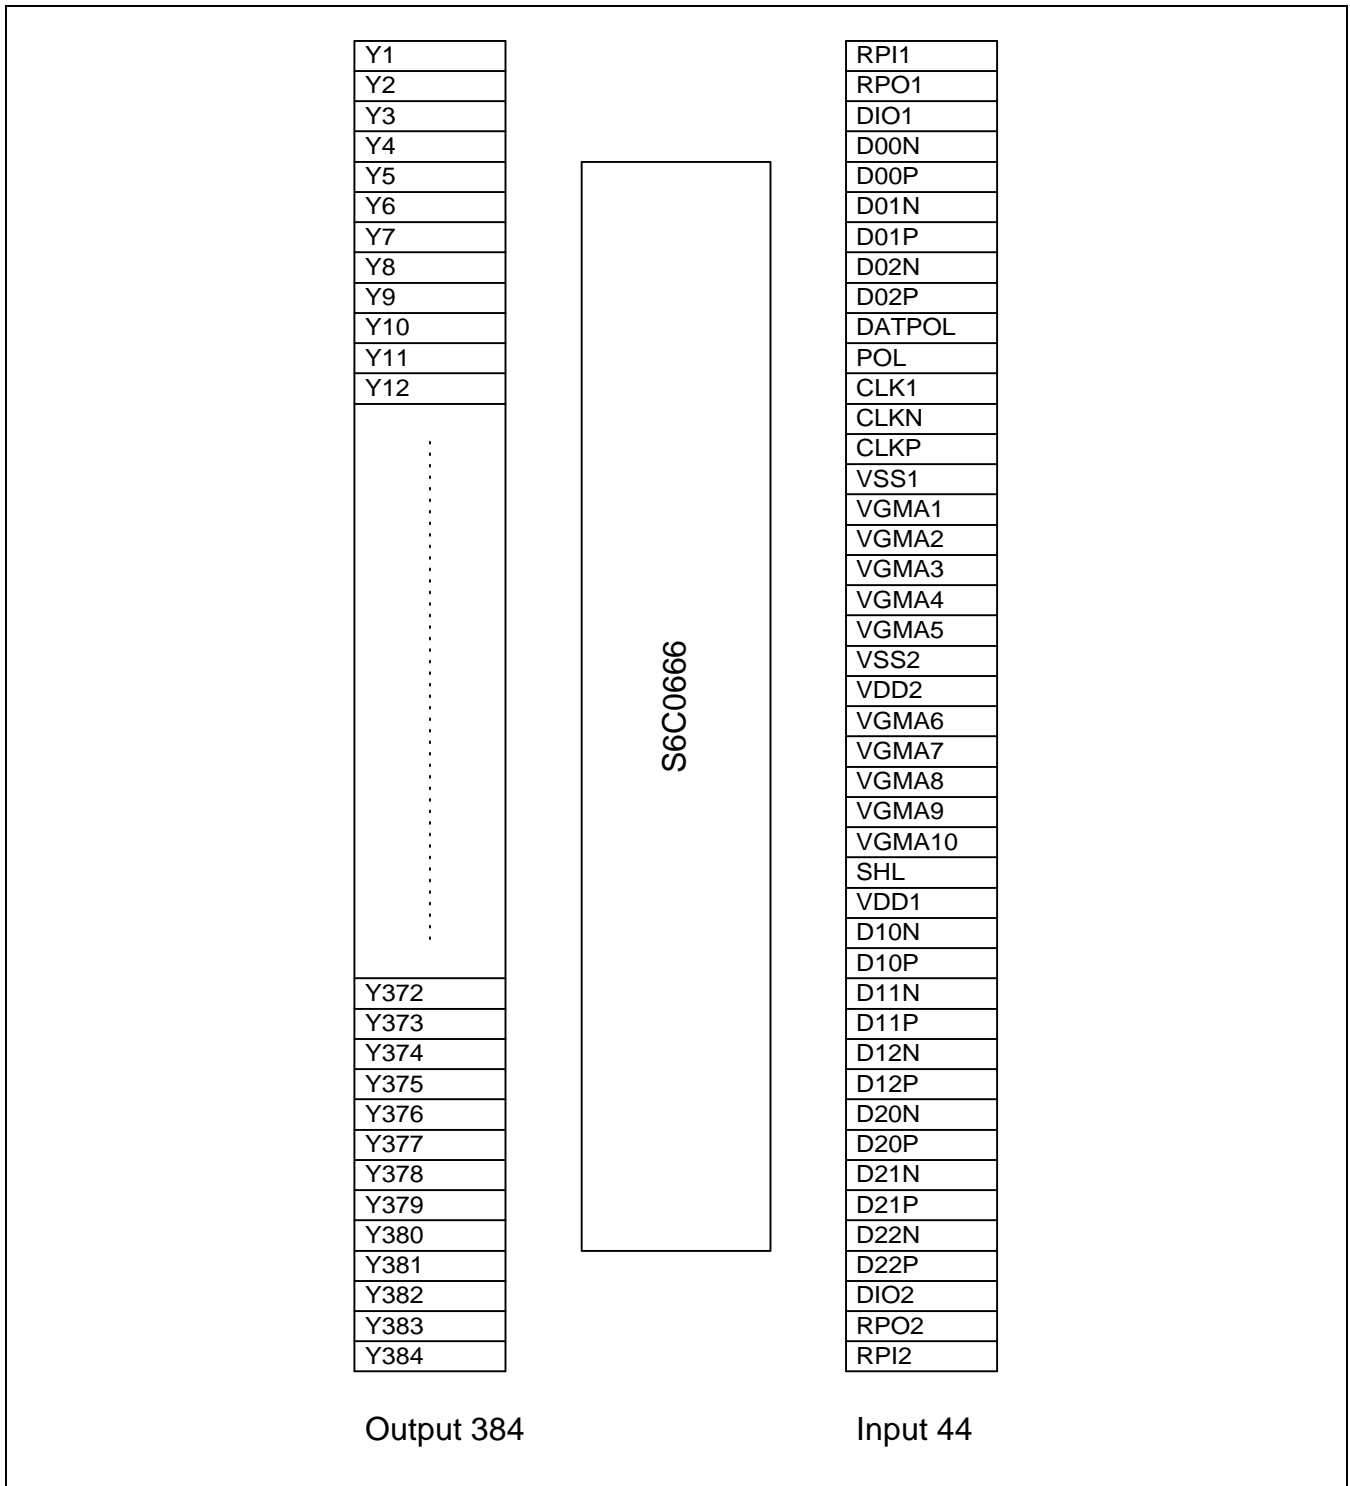 Y1
Y2
Y3
Y4
Y5
Y6
Y7
Y8
Y9
Y10
Y11
Y12
Y372
Y373
Y374
Y375
Y376
Y377
Y378
Y379
Y380
Y381
Y382
Y383
Y384
Output 384
S6C0666
RPI1
RPO1
DIO1
D00N
D00P
D01N
D01P
D02N
D02P
DATPOL
POL
CLK1
CLKN
CLKP
VSS1
VGMA1
VGMA2
VGMA3
VGMA4
VGMA5
VSS2
VDD2
VGMA6
VGMA7
VGMA8
VGMA9
VGMA10
SHL
VDD1
D10N
D10P
D11N
D11P
D12N
D12P
D20N
D20P
D21N
D21P
D22N
D22P
DIO2
RPO2
RPI2
Input 44